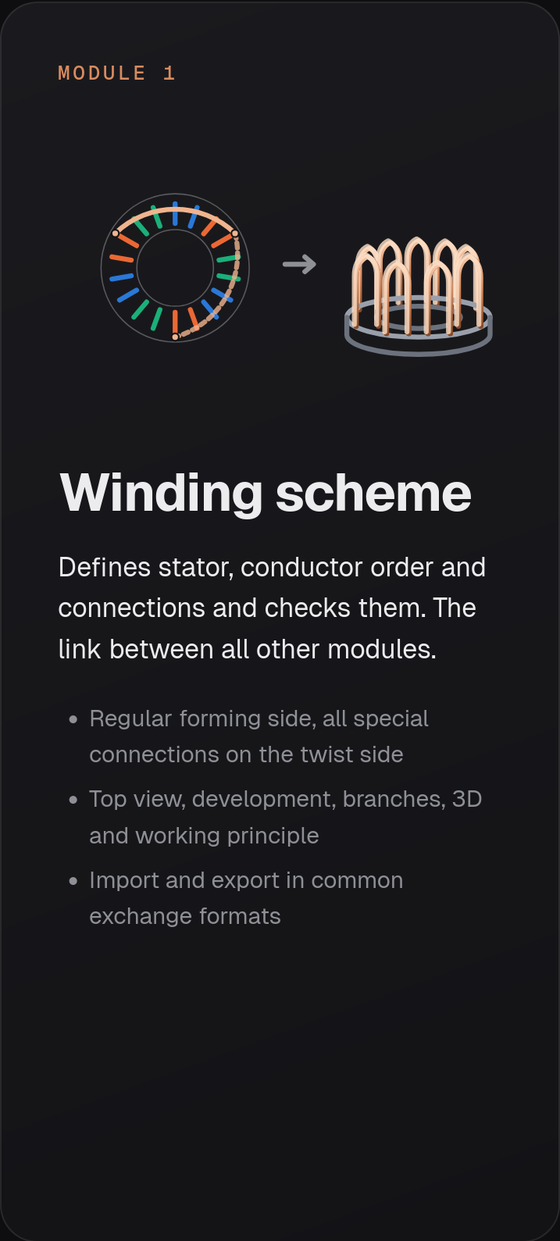 MODULE 1
Winding scheme
Defines stator, conductor order and
connections and checks them. The
link between all other modules.
Regular forming side, all special
connections on the twist side
Top view, development, branches, 3D
and working principle
Import and export in common
exchange formats